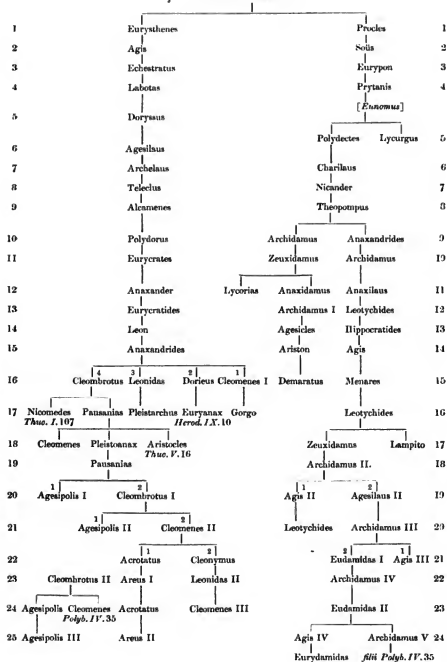 1 Eurysthenes Procles 1
2 Agis Soüs 2
3 Echestratus Eurypon 3
4 Labotas Prytanis 4
[Eunomus]
5 Doryssus
Polydectes Lycurgus 5
6 Agesilaus
7 Archelaus Charilaus 6
8 Teleclus Nicander 7
9 Alcamenes Theopompus 8
10 Polydorus Archidamus Anaxandrides 9
11 Eurycrates Zeuxidamus Archidamus 10
12 Anaxander Lycorias Anaxidamus Anaxilaus 11
13 Eurycratides Archidamus I Leotychides 12
14 Leon Agesicles Hippocratides 13
15 Anaxandrides Ariston Agis 14
4 3 2 1
16 Cleombrotus Leonidas Dorieus Cleomenes I Demaratus Menares 15
17 Nicomedes Pausanias Pleistarchus Euryanax Gorgo Leotychides 16
Thuc. I. 107 Herod. IX. 10
18 Cleomenes Pleistoanax Aristocles Zeuxidamus Lampito 17
Thuc. V. 16
19 Pausanias Archidamus II. 18
1 2 1 2
20 Agesipolis I Cleombrotus I Agis II Agesilaus II 19
1 2
21 Agesipolis II Cleomenes II Leotychides Archidamus III 20
1 2 2 1
22 Acrotatus Cleonymus Eudamidas I Agis III 21
23 Cleombrotus II Areus I Leonidas II Archidamus IV 22
24 Agesipolis Cleomenes Acrotatus Cleomenes III Eudamidas II 23
Polyb. IV. 35
25 Agesipolis III Areus II Agis IV Archidamus V 24
Eurydamidas filii Polyb. IV. 35